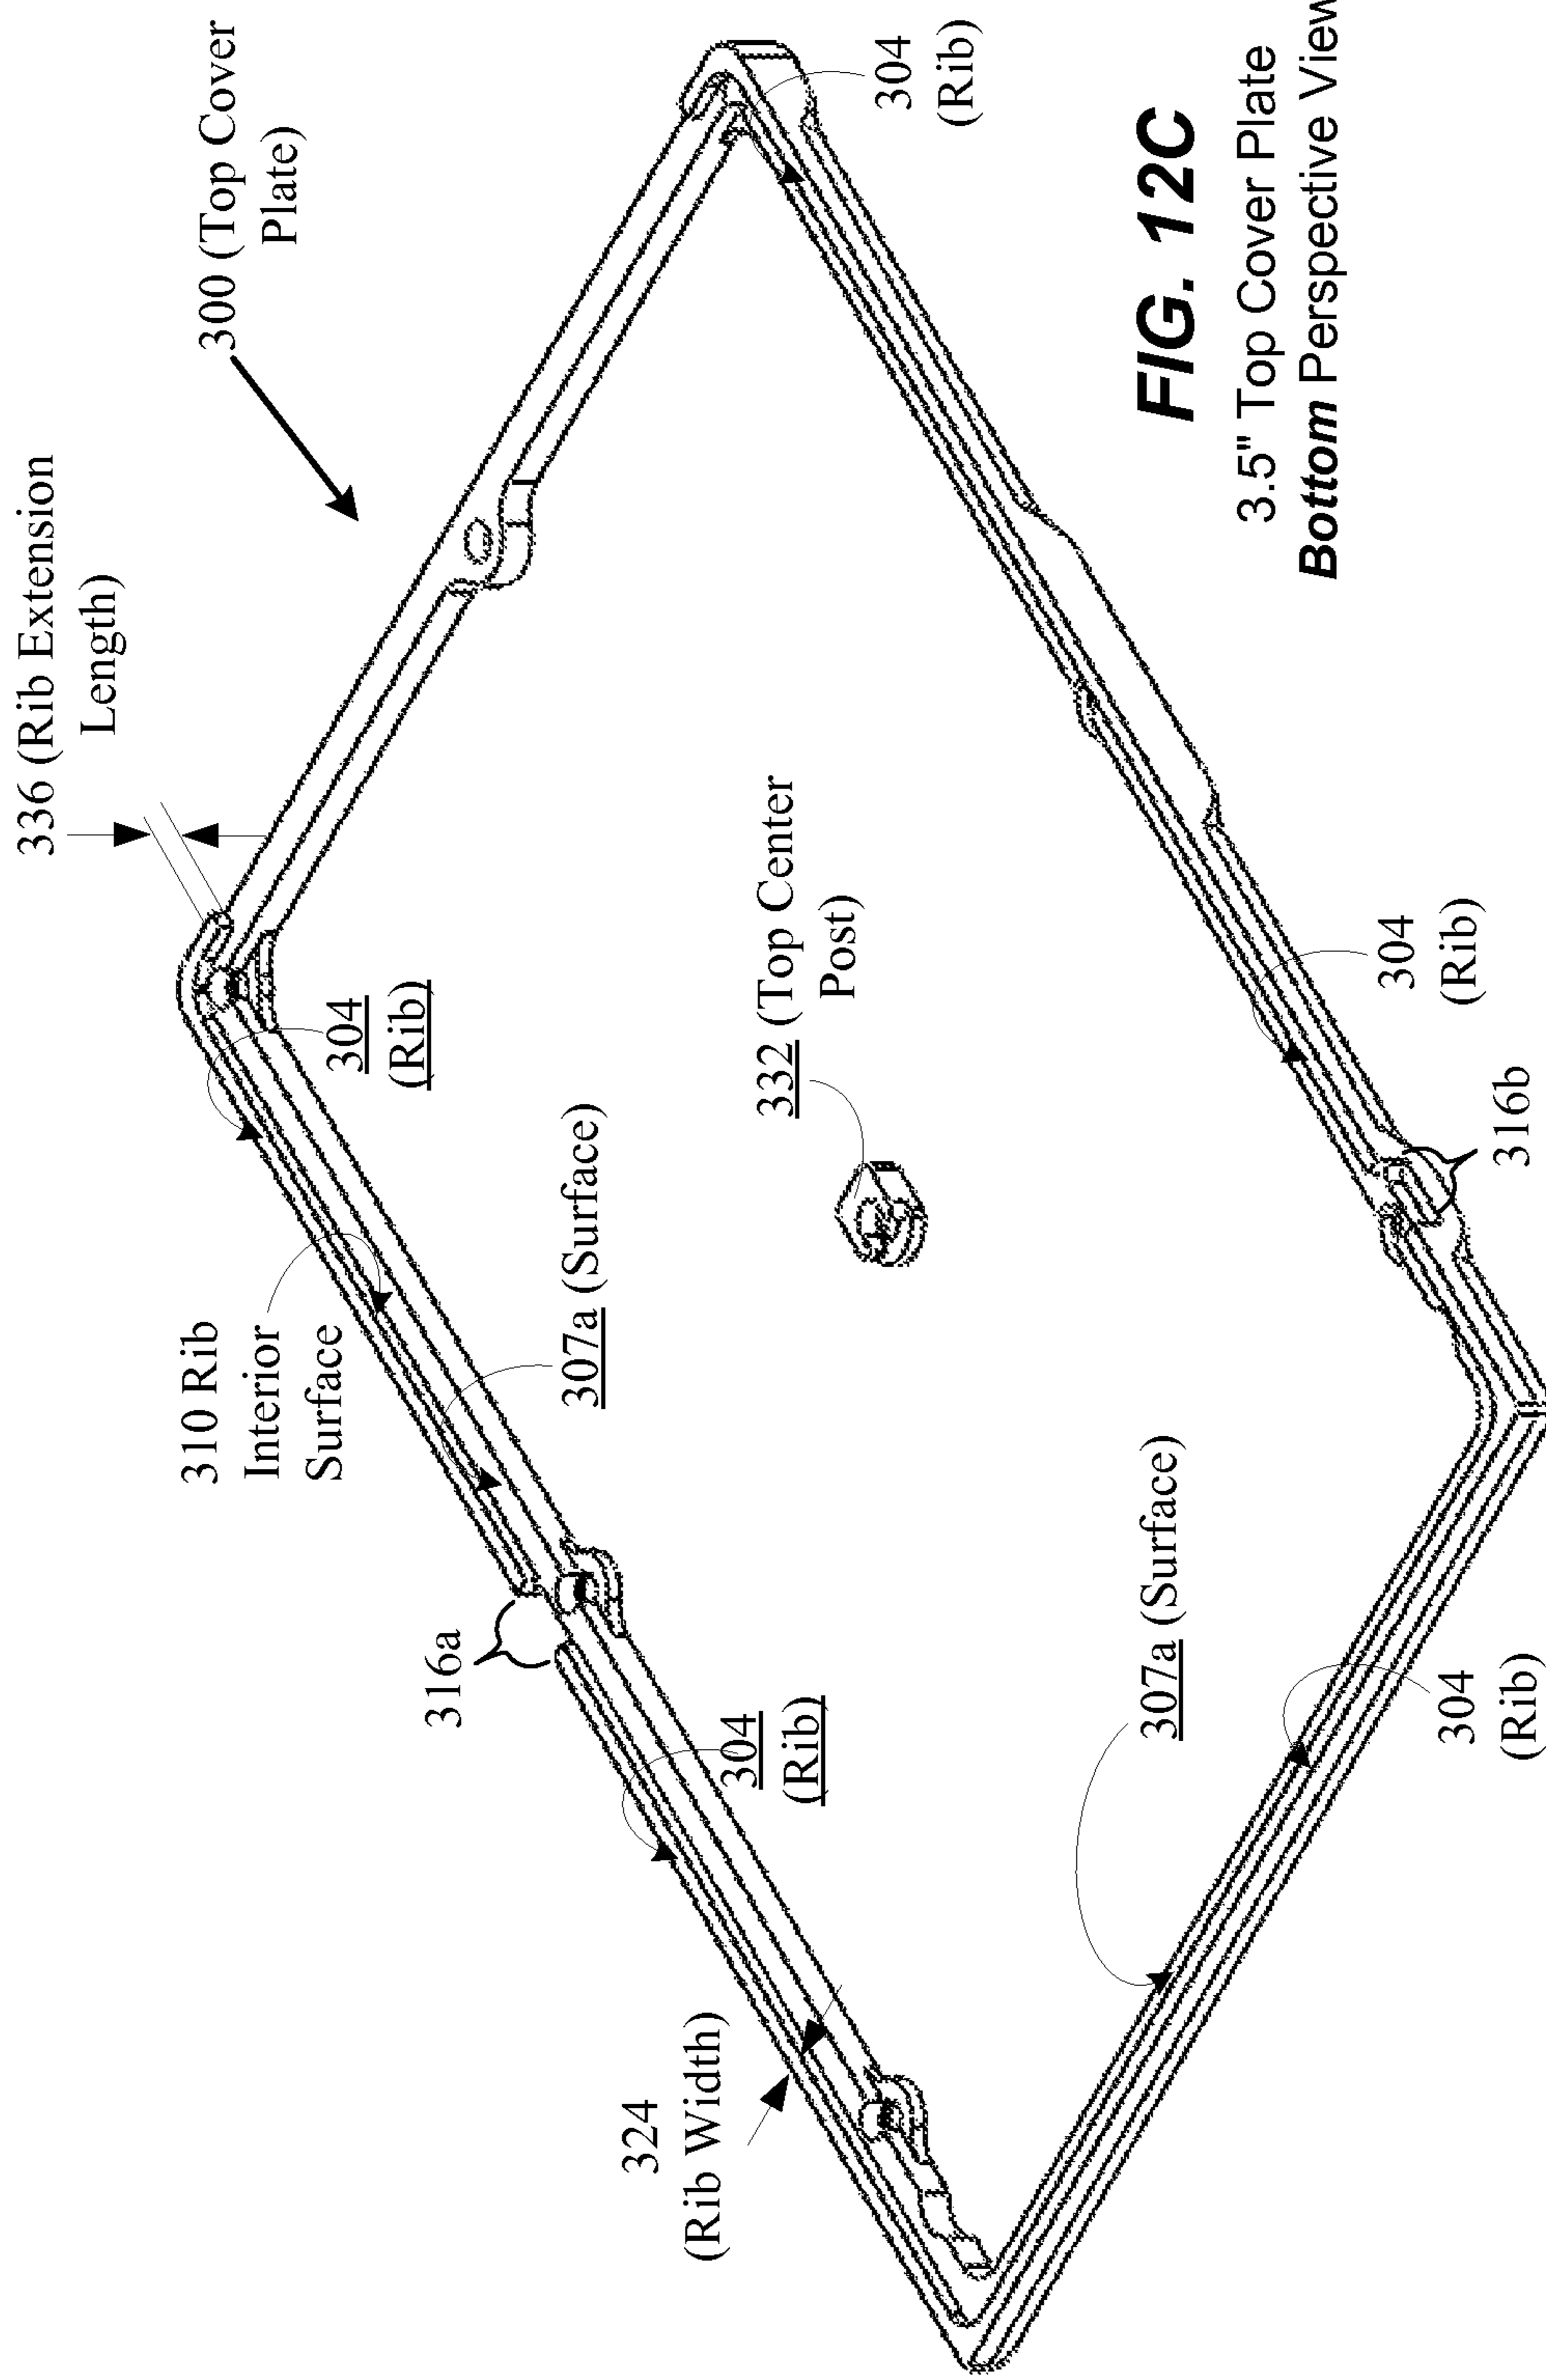 336 (Rib Extension
Length)
300 (Top Cover
Plate)
310 Rib
Interior
Surface
304
(Rib)
316a
307a (Surface)
304
(Rib)
324
(Rib Width)
332 (Top Center
Post)
304
(Rib)
307a (Surface)
304
(Rib)
316b
304
(Rib)
FIG. 12C
3.5" Top Cover Plate
Bottom Perspective View